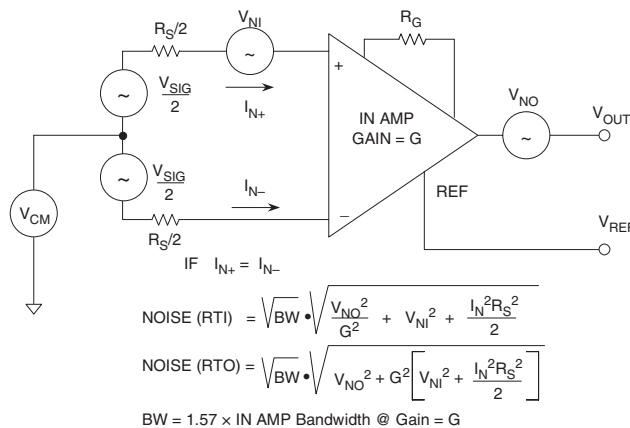 R_S/2
V_NI
R_G
~
+
V_SIG/2
~
I_N+
IN AMP
GAIN = G
V_NO
~
V_OUT
~
V_SIG/2
I_N–
V_CM
R_S/2
–
REF
V_REF
IF I_N+ = I_N–
NOISE (RTI) = √BW • √(V_NO²/G² + V_NI² + I_N²R_S²/2)
NOISE (RTO) = √BW • √(V_NO² + G²[V_NI² + I_N²R_S²/2])
BW = 1.57 × IN AMP Bandwidth @ Gain = G